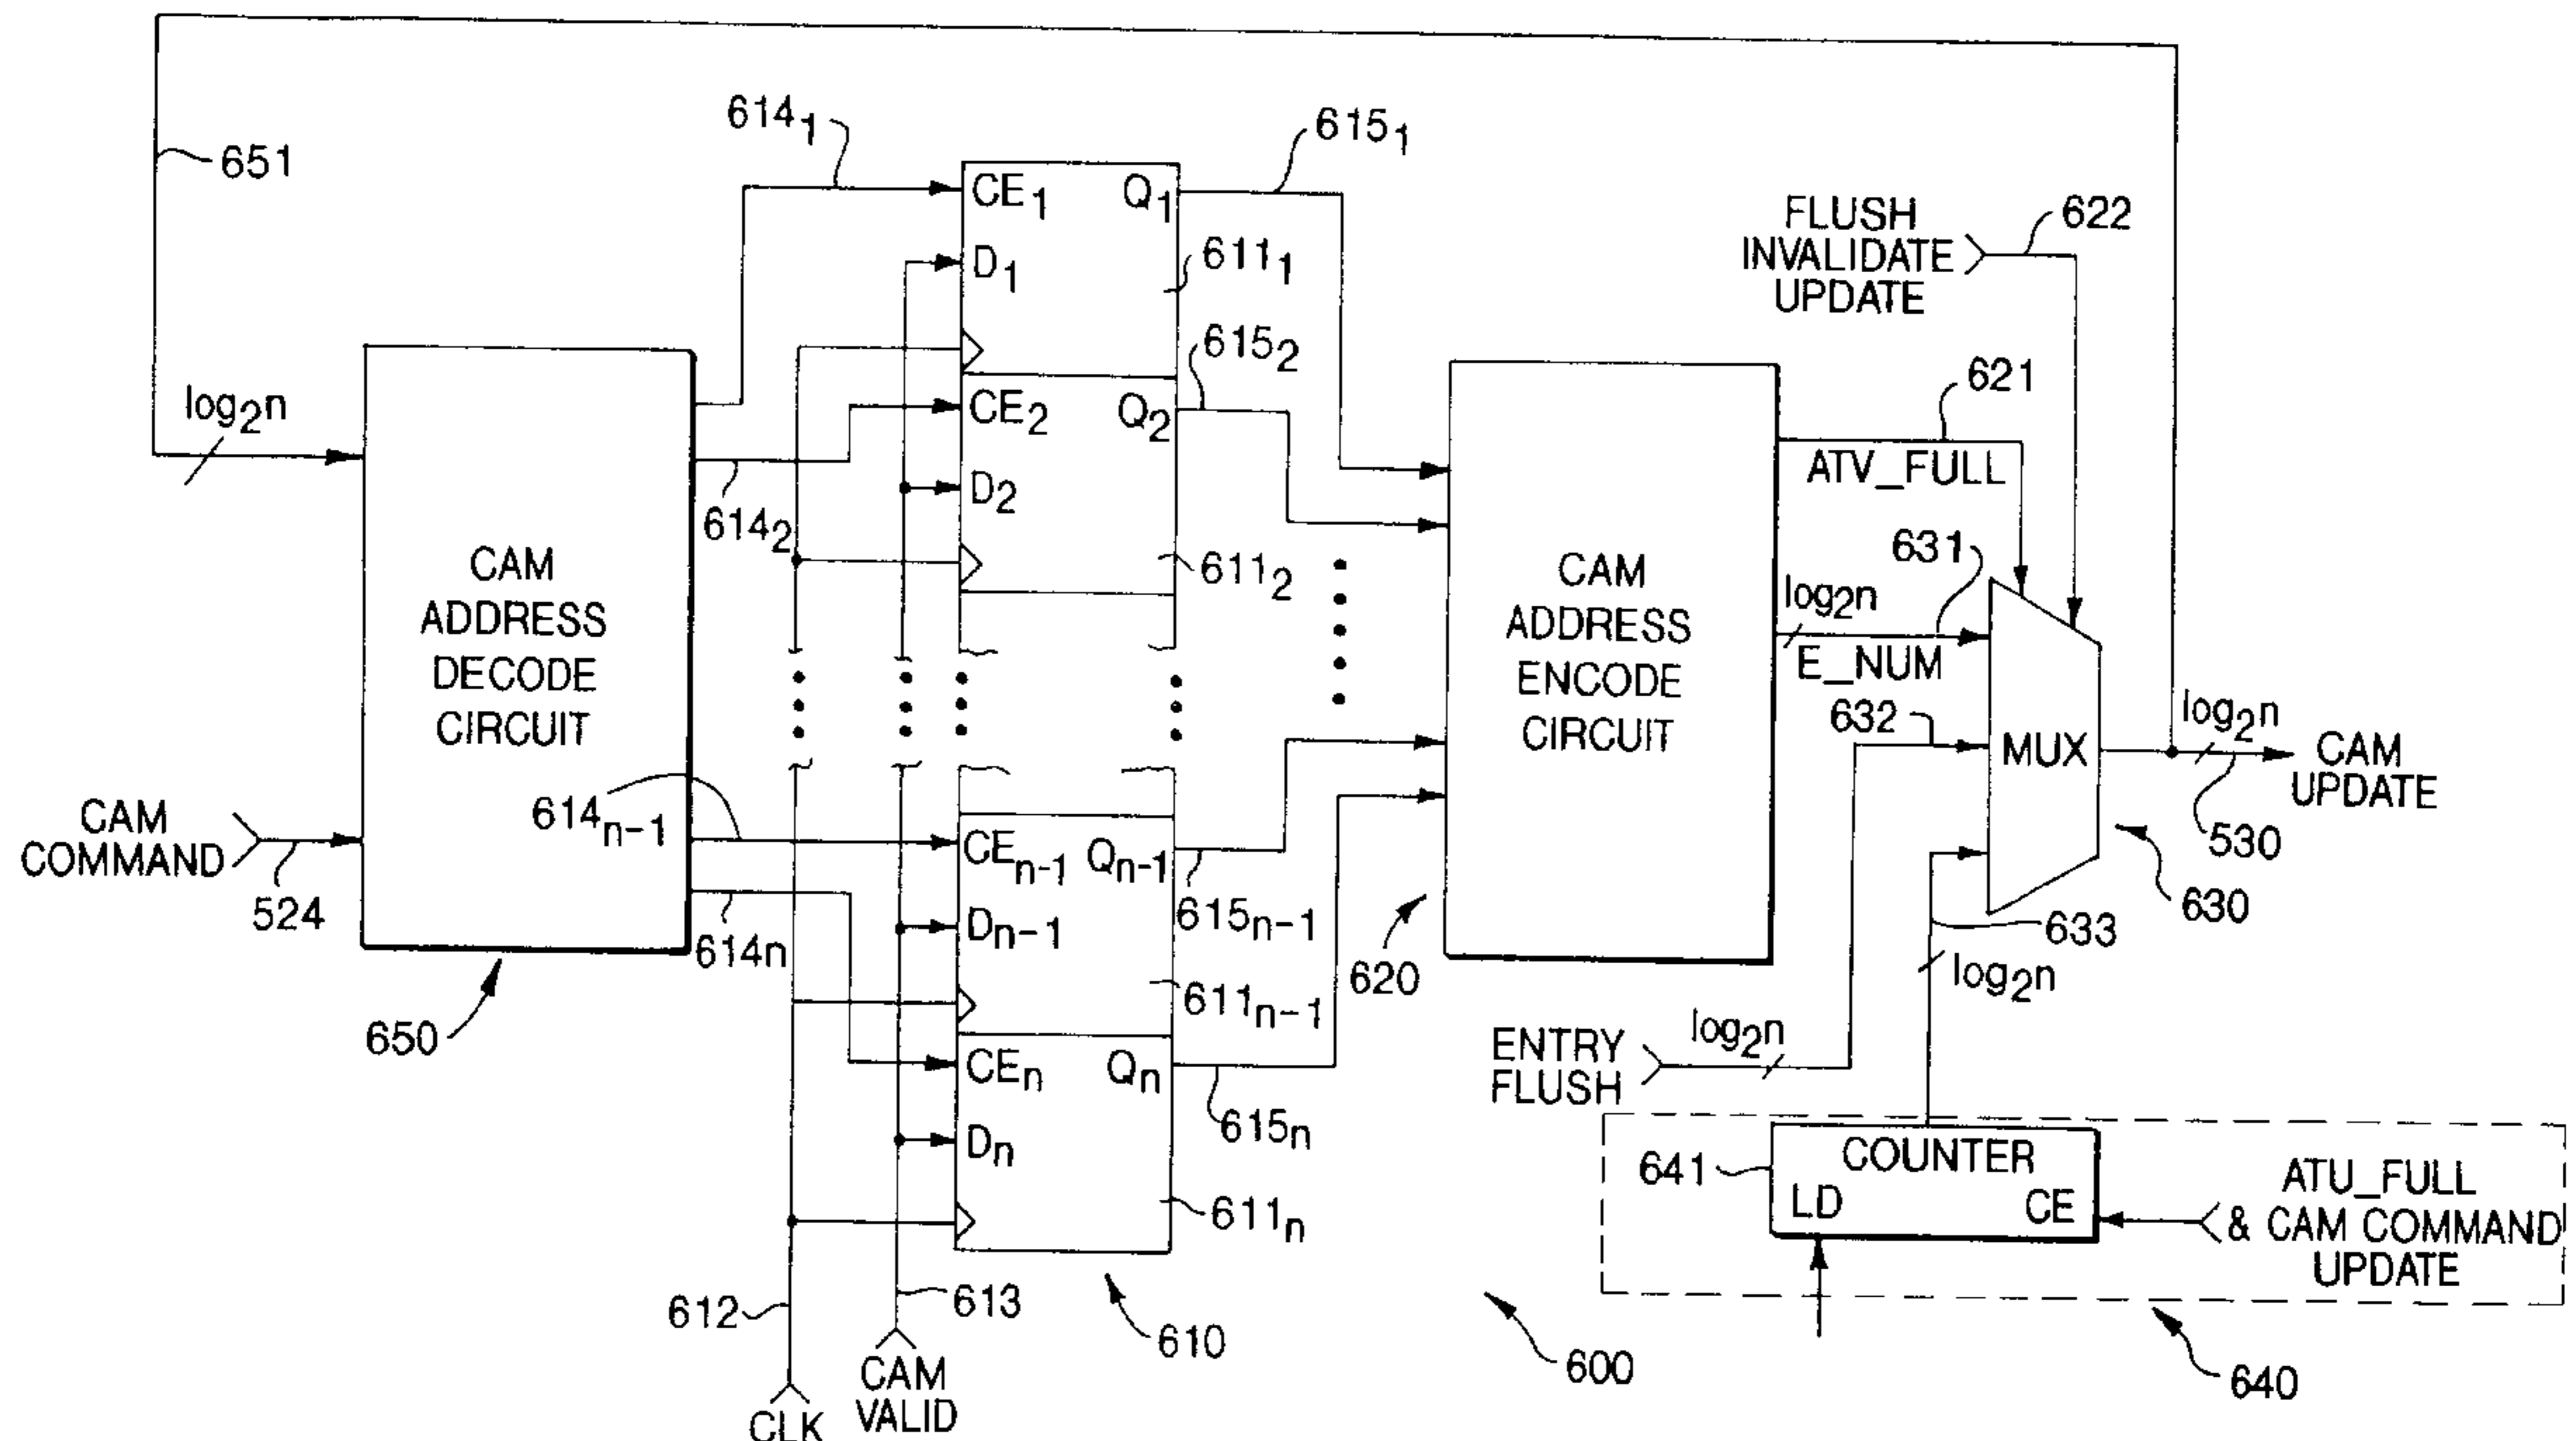 651
log₂n
CAM
ADDRESS
DECODE
CIRCUIT
CAM
COMMAND
524
650
614₁
614₂
614ₙ₋₁
614n
CE₁
Q₁
D₁
611₁
CE₂
Q₂
D₂
611₂
CEₙ₋₁
Qₙ₋₁
Dₙ₋₁
611ₙ₋₁
CEₙ
Qₙ
Dₙ
611ₙ
612
CLK
613
CAM
VALID
610
615₁
615₂
615ₙ₋₁
615ₙ
CAM
ADDRESS
ENCODE
CIRCUIT
620
FLUSH
INVALIDATE
UPDATE
622
621
ATV_FULL
631
log₂n
E_NUM
632
MUX
log₂n
CAM
UPDATE
530
630
633
log₂n
ENTRY
FLUSH
log₂n
641
COUNTER
LD
CE
ATU_FULL
& CAM COMMAND
UPDATE
640
600